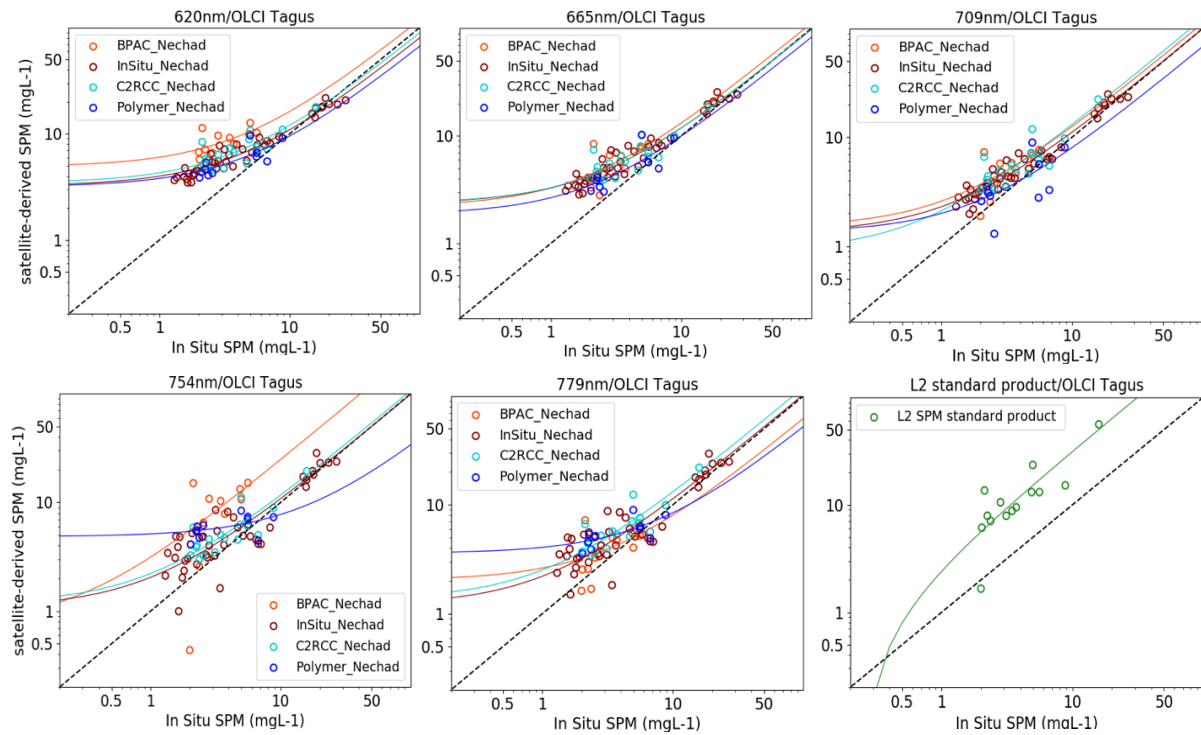 620nm/OLCI Tagus
satellite-derived SPM (mgL-1)
50
10
1
0.5
BPAC_Nechad
InSitu_Nechad
C2RCC_Nechad
Polymer_Nechad
0.5 1 10 50
In Situ SPM (mgL-1)
665nm/OLCI Tagus
50
10
1
0.5
BPAC_Nechad
InSitu_Nechad
C2RCC_Nechad
Polymer_Nechad
0.5 1 10 50
In Situ SPM (mgL-1)
709nm/OLCI Tagus
50
10
1
0.5
BPAC_Nechad
InSitu_Nechad
C2RCC_Nechad
Polymer_Nechad
0.5 1 10 50
In Situ SPM (mgL-1)
754nm/OLCI Tagus
satellite-derived SPM (mgL-1)
50
10
1
0.5
BPAC_Nechad
InSitu_Nechad
C2RCC_Nechad
Polymer_Nechad
0.5 1 10 50
In Situ SPM (mgL-1)
779nm/OLCI Tagus
50
10
1
0.5
BPAC_Nechad
InSitu_Nechad
C2RCC_Nechad
Polymer_Nechad
0.5 1 10 50
In Situ SPM (mgL-1)
L2 standard product/OLCI Tagus
50
10
1
0.5
L2 SPM standard product
0.5 1 10 50
In Situ SPM (mgL-1)